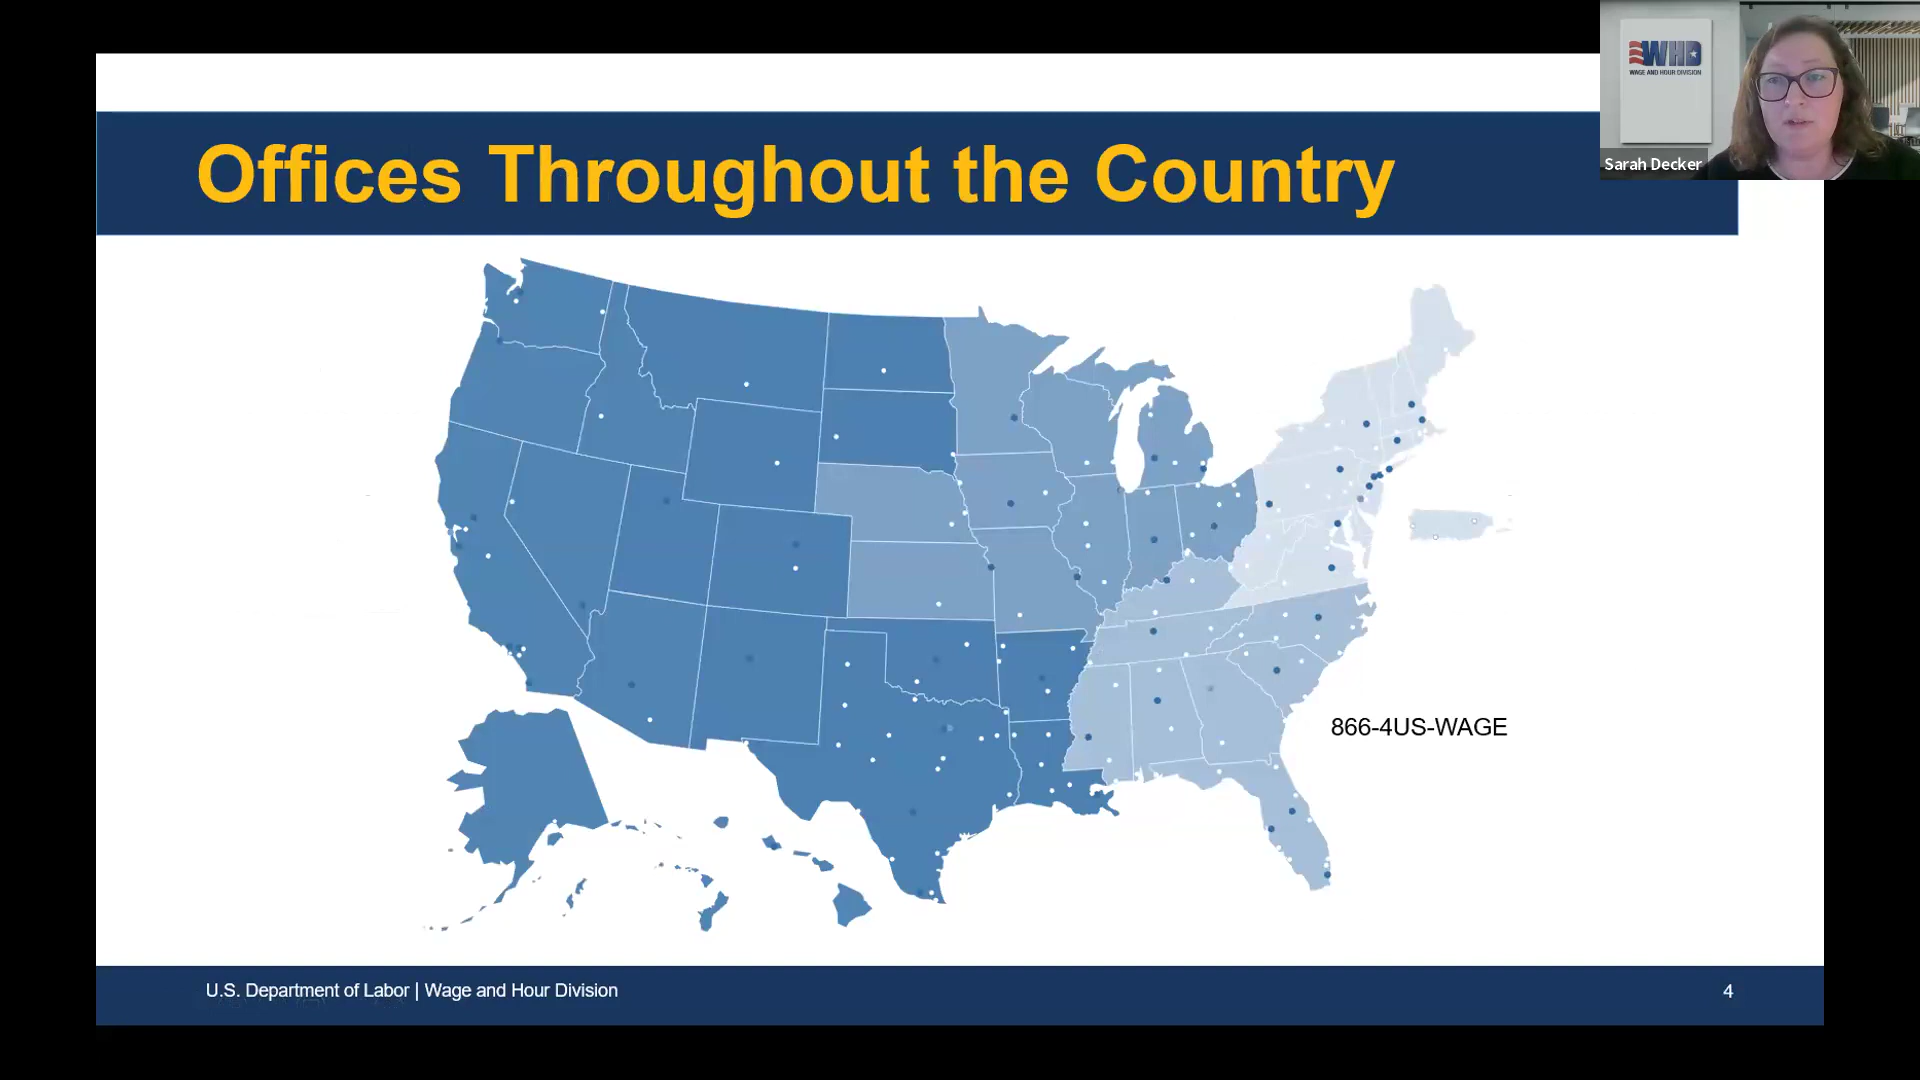 WHD
WAGE AND HOUR DIVISION
Sarah Decker
Offices Throughout the Country
866-4US-WAGE
U.S. Department of Labor | Wage and Hour Division
4